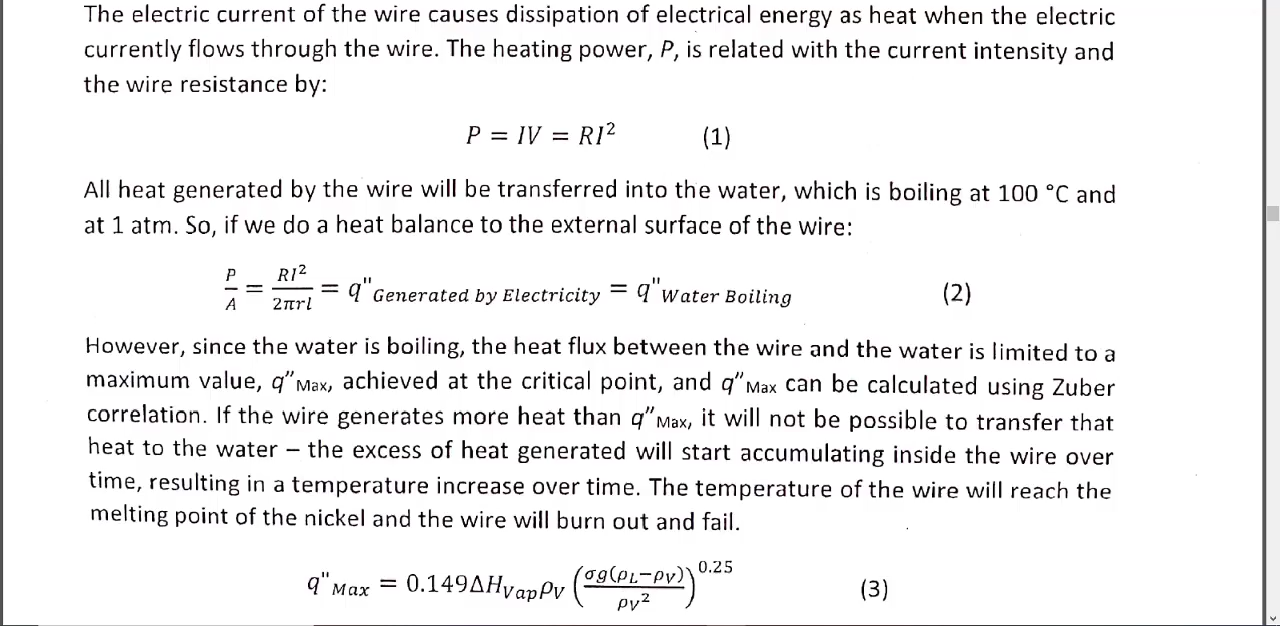 The electric current of the wire causes dissipation of electrical energy as heat when the electric
currently flows through the wire. The heating power, P, is related with the current intensity and
the wire resistance by:
P = IV = RI² (1)
All heat generated by the wire will be transferred into the water, which is boiling at 100 °C and
at 1 atm. So, if we do a heat balance to the external surface of the wire:
P/A = RI²/2πrl = q"Generated by Electricity = q"Water Boiling (2)
However, since the water is boiling, the heat flux between the wire and the water is limited to a
maximum value, q"Max, achieved at the critical point, and q"Max can be calculated using Zuber
correlation. If the wire generates more heat than q"Max, it will not be possible to transfer that
heat to the water – the excess of heat generated will start accumulating inside the wire over
time, resulting in a temperature increase over time. The temperature of the wire will reach the
melting point of the nickel and the wire will burn out and fail.
q"Max = 0.149ΔHVapρV (σg(ρL−ρV)/ρV²)^0.25 (3)